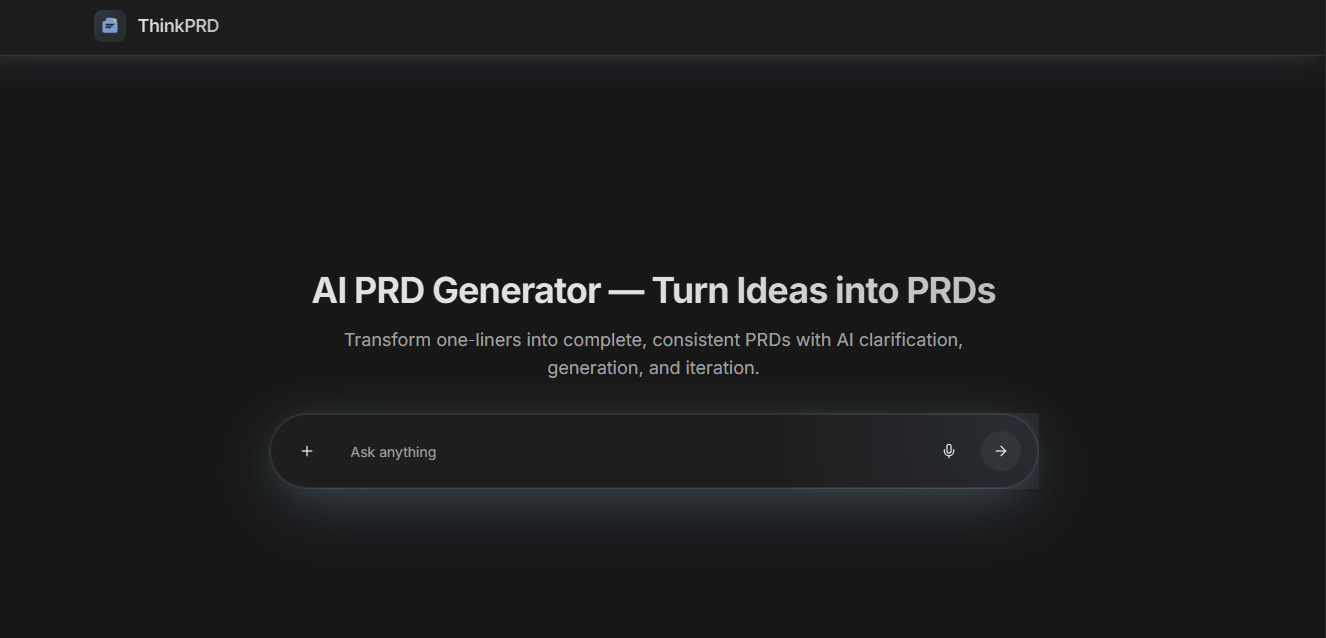 ThinkPRD
AI PRD Generator — Turn Ideas into PRDs
Transform one-liners into complete, consistent PRDs with AI clarification,
generation, and iteration.
Ask anything